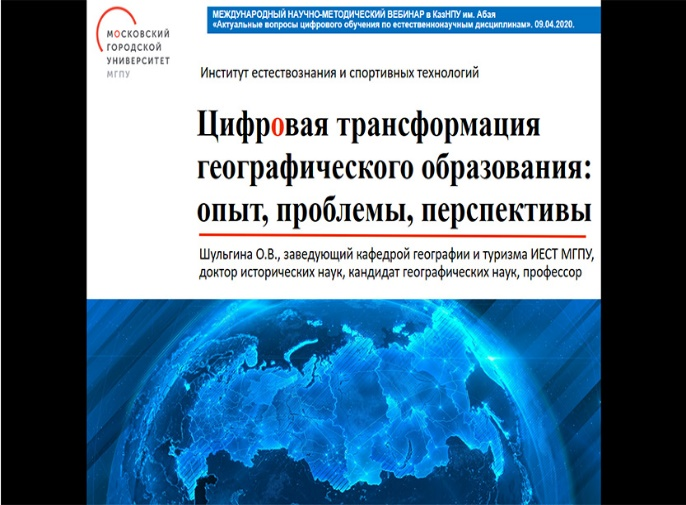 МОСКОВСКИЙ
ГОРОДСКОЙ
УНИВЕРСИТЕТ
МГПУ
МЕЖДУНАРОДНЫЙ НАУЧНО-МЕТОДИЧЕСКИЙ ВЕБИНАР в КазНПУ им. Абая
«Актуальные вопросы цифрового обучения по естественнонаучным дисциплинам». 09.04.2020.
Институт естествознания и спортивных технологий
Цифровая трансформация
географического образования:
опыт, проблемы, перспективы
Шульгина О.В., заведующий кафедрой географии и туризма ИЕСТ МГПУ,
доктор исторических наук, кандидат географических наук, профессор